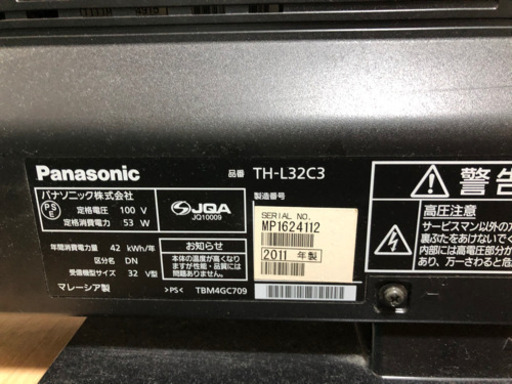 Panasonic
品番 TH-L32C3
パナソニック株式会社
PS
E
定格電圧 100 V
定格消費電力 53 W
JQA
JQ10009
製造番号
SERIAL NO.
MP1624112
2011 年製
年間消費電力量 42 kWh/年
区分名 DN
受信機型サイズ 32 V型
マレーシア製
お知らせ
本体の温度が高くなり
ますが性能・品質には
問題ありません。
>PS< TBM4GC709
警告
高圧注意
サービスマン以外の
裏ぶたをあけないで
内部には高電圧部分が
あり、万一さわると危